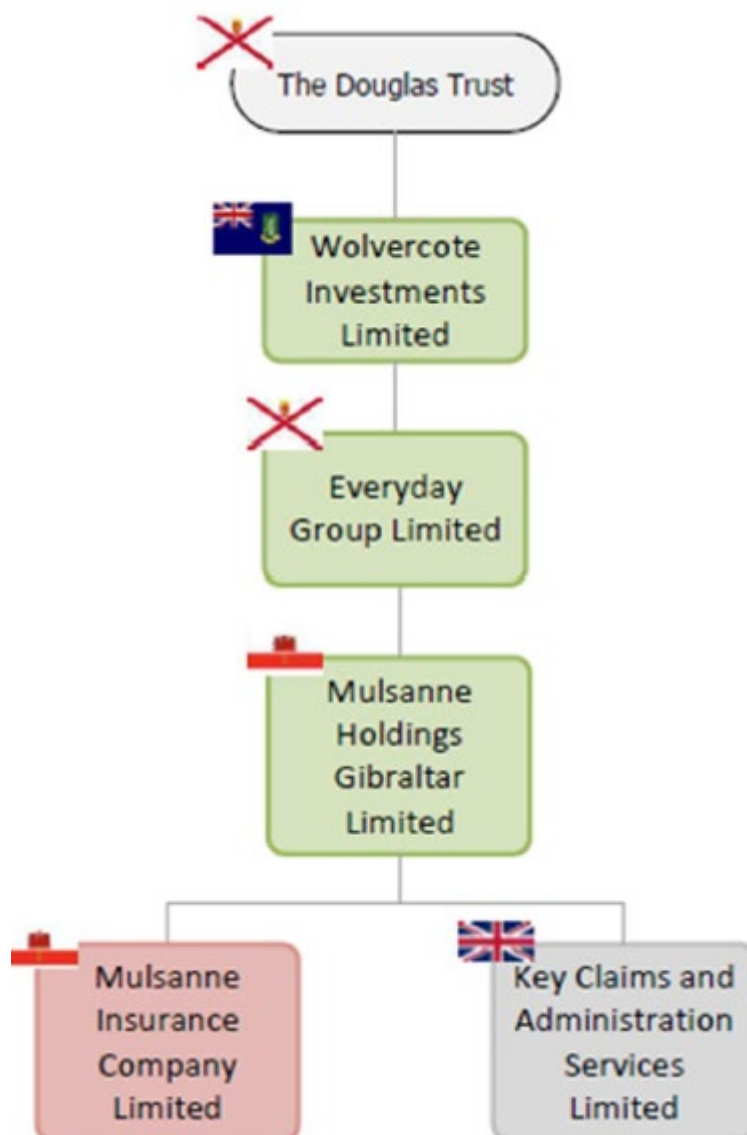 The Douglas Trust
Wolvercote
Investments
Limited
Everyday
Group Limited
Mulsanne
Holdings
Gibraltar
Limited
Mulsanne
Insurance
Company
Limited
Key Claims and
Administration
Services
Limited